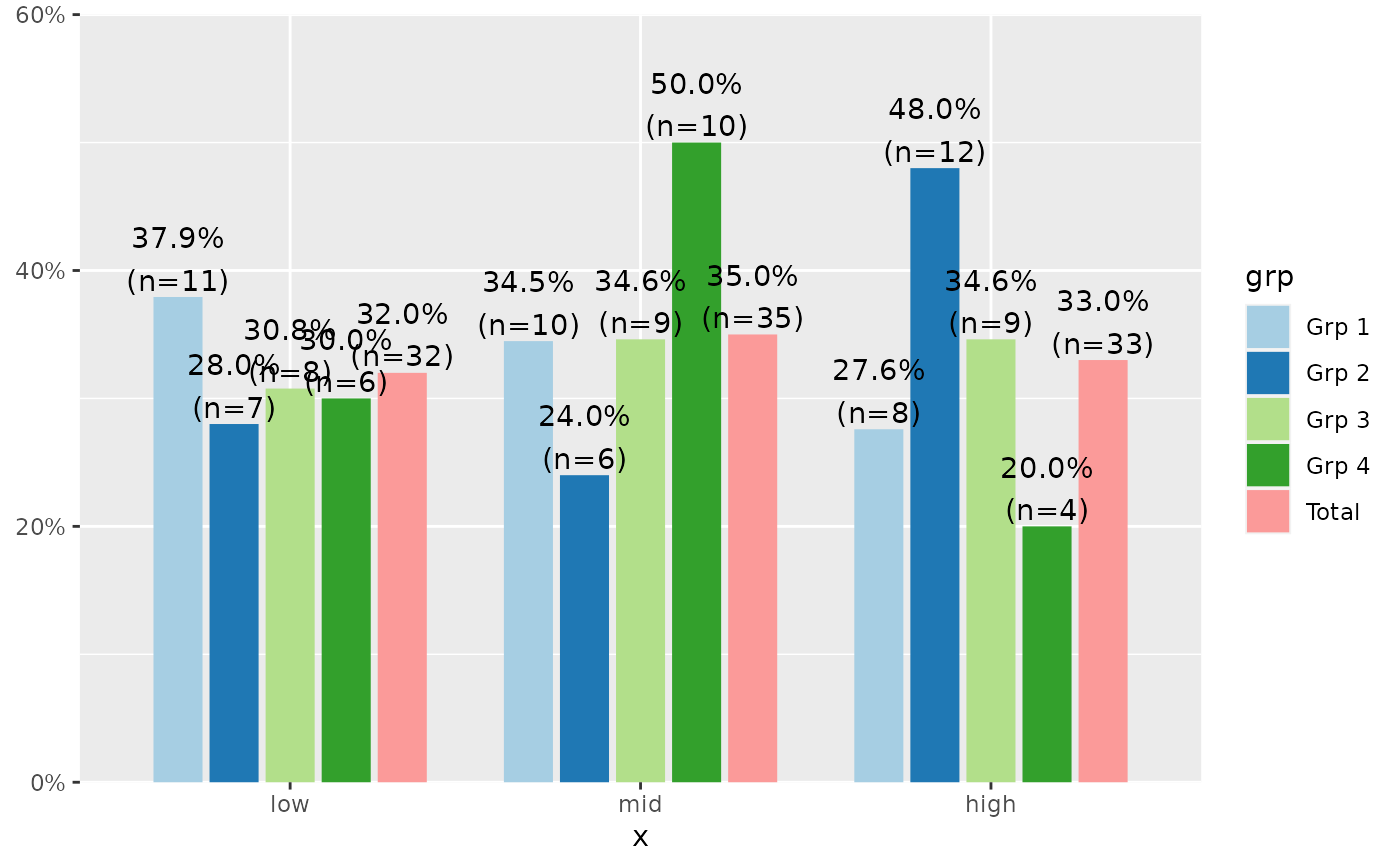 60%
40%
20%
0%
37.9%
(n=11)
28.0%
(n=7)
30.8%
(n=8)
30.0%
(n=6)
32.0%
(n=32)
34.5%
(n=10)
24.0%
(n=6)
34.6%
(n=9)
50.0%
(n=10)
35.0%
(n=35)
27.6%
(n=8)
48.0%
(n=12)
34.6%
(n=9)
20.0%
(n=4)
33.0%
(n=33)
low
mid
high
x
grp
Grp 1
Grp 2
Grp 3
Grp 4
Total